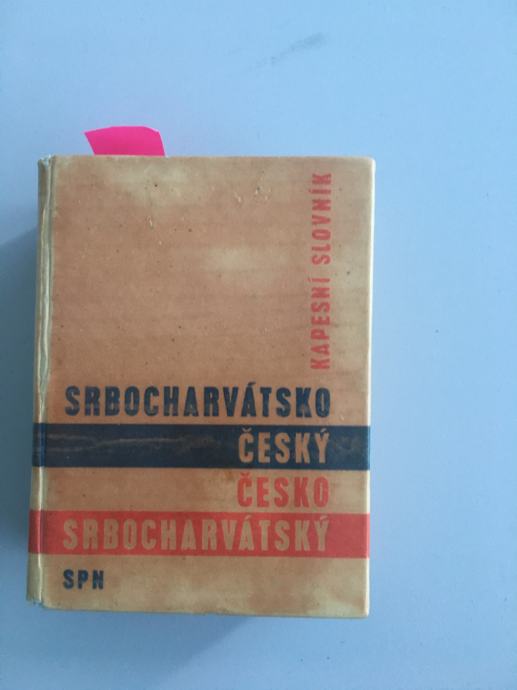 KAPESNÍ SLOVNÍK
SRBOCHARVÁTSKO
ČESKÝ
ČESKO
SRBOCHARVÁTSKÝ
SPN